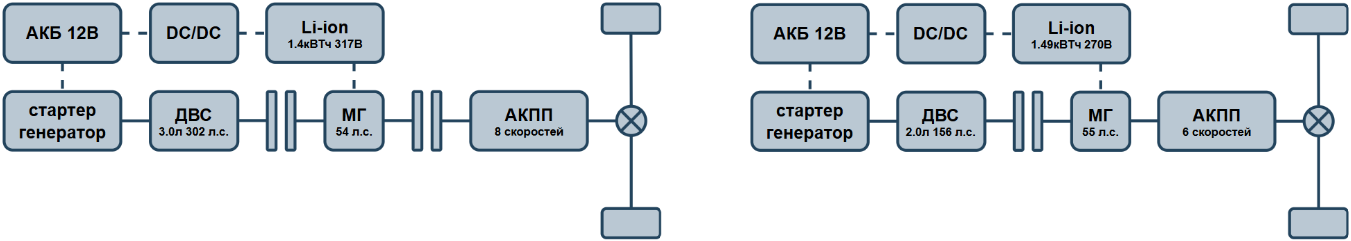 АКБ 12В
DC/DC
Li-ion
1.4кВТч 317В
стартер
генератор
ДВС
3.0л 302 л.с.
МГ
54 л.с.
АКПП
8 скоростей
АКБ 12В
DC/DC
Li-ion
1.49кВТч 270В
стартер
генератор
ДВС
2.0л 156 л.с.
МГ
55 л.с.
АКПП
6 скоростей